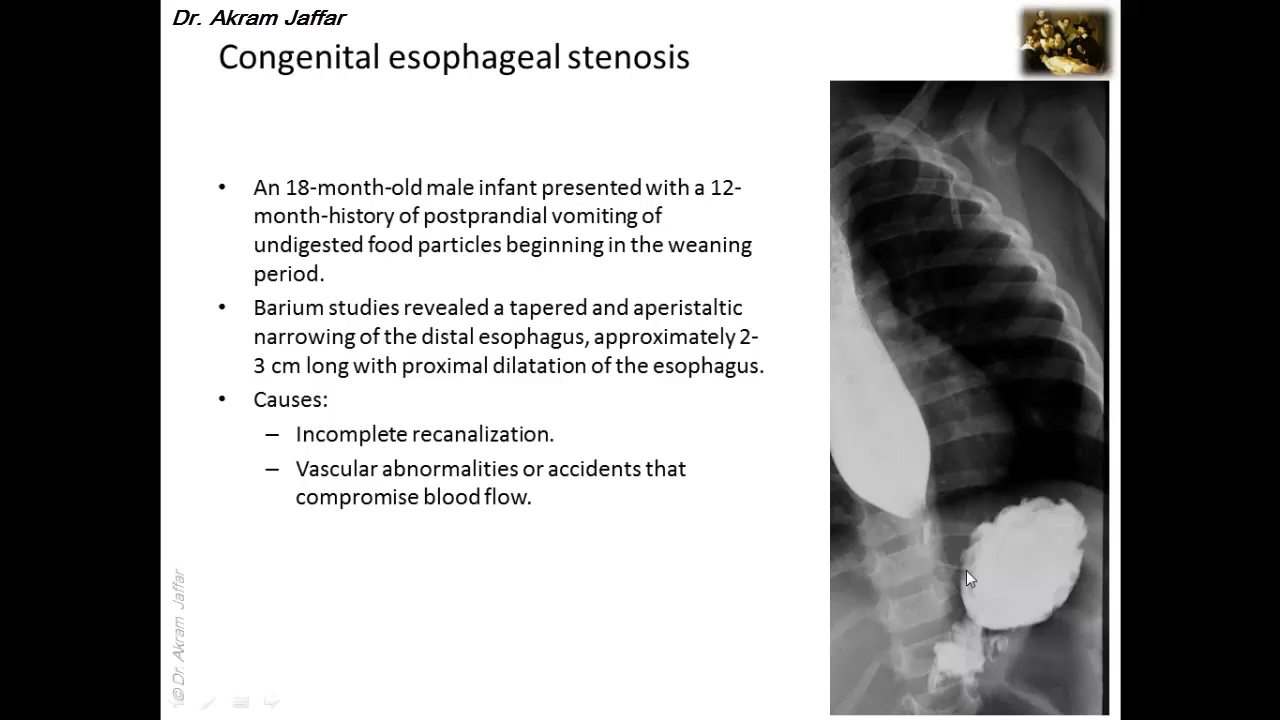 Dr. Akram Jaffar
Congenital esophageal stenosis
• An 18-month-old male infant presented with a 12-
month-history of postprandial vomiting of
undigested food particles beginning in the weaning
period.
• Barium studies revealed a tapered and aperistaltic
narrowing of the distal esophagus, approximately 2-
3 cm long with proximal dilatation of the esophagus.
• Causes:
– Incomplete recanalization.
– Vascular abnormalities or accidents that
compromise blood flow.
© Dr. Akram Jaffar